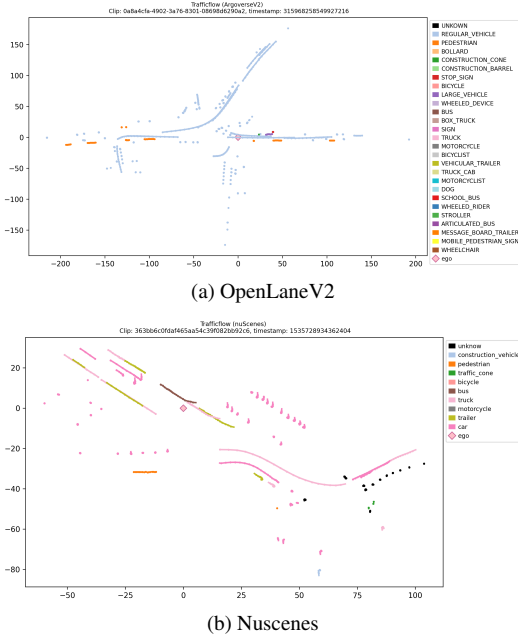 Trafficflow (ArgoverseV2)
Clip: 0a8a4cfa-4902-3a76-8301-08698d6290a2, timestamp: 315968258549927216
150
100
50
0
−50
−100
−150
−200
−150
−100
−50
0
50
100
150
200
UNKOWN
REGULAR_VEHICLE
PEDESTRIAN
BOLLARD
CONSTRUCTION_CONE
CONSTRUCTION_BARREL
STOP_SIGN
BICYCLE
LARGE_VEHICLE
WHEELED_DEVICE
BUS
BOX_TRUCK
SIGN
TRUCK
MOTORCYCLE
BICYCLIST
VEHICULAR_TRAILER
TRUCK_CAB
MOTORCYCLIST
DOG
SCHOOL_BUS
WHEELED_RIDER
STROLLER
ARTICULATED_BUS
MESSAGE_BOARD_TRAILER
MOBILE_PEDESTRIAN_SIGN
WHEELCHAIR
ego
(a) OpenLaneV2
Trafficflow (nuScenes)
Clip: 363bb6c0fdaf465aa54c39f082bb92c6, timestamp: 1535728934362404
20
0
−20
−40
−60
−80
−50
−25
0
25
50
75
100
unknow
construction_vehicle
pedestrian
traffic_cone
bicycle
bus
truck
motorcycle
trailer
car
ego
(b) Nuscenes